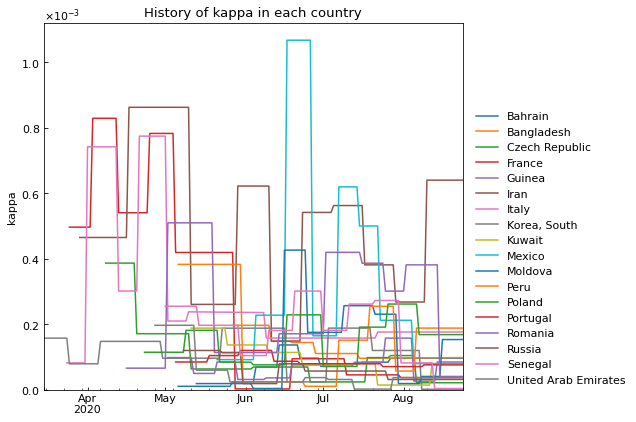 History of kappa in each country
×10⁻³
1.0
0.8
0.6
0.4
0.2
0.0
kappa
Apr
2020
May
Jun
Jul
Aug
Bahrain
Bangladesh
Czech Republic
France
Guinea
Iran
Italy
Korea, South
Kuwait
Mexico
Moldova
Peru
Poland
Portugal
Romania
Russia
Senegal
United Arab Emirates